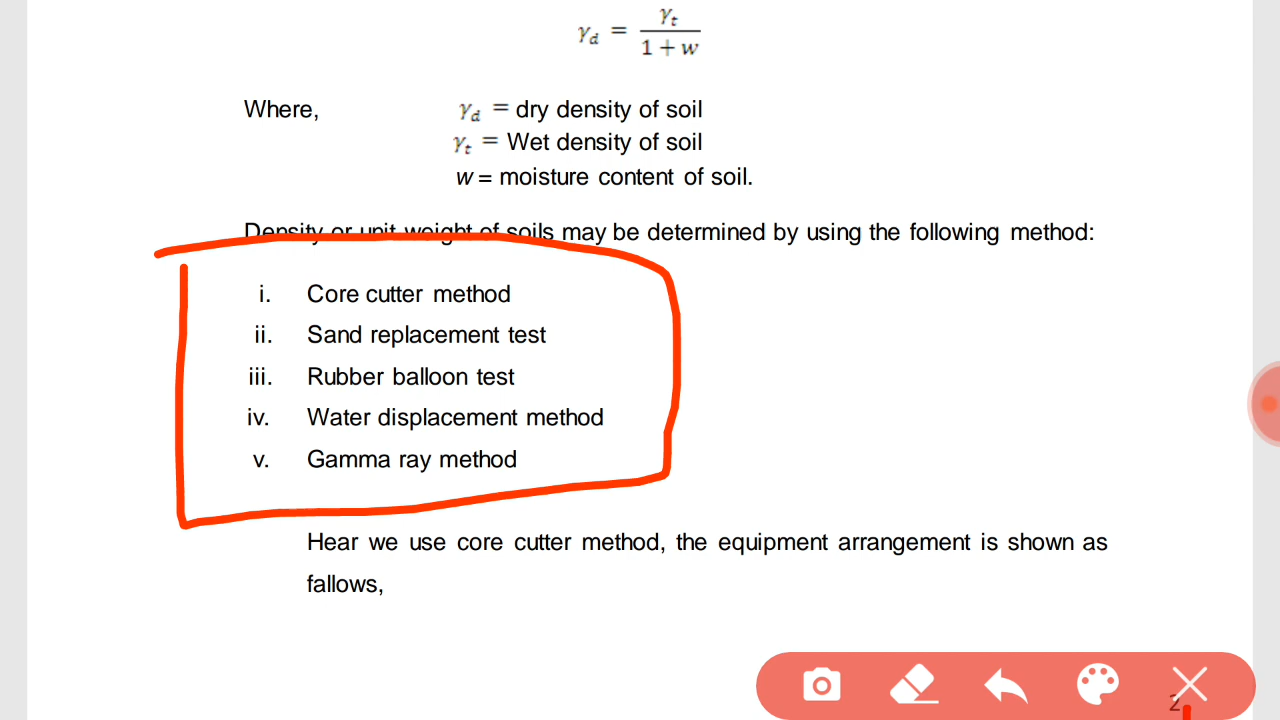 γd = γt / 1 + w
Where, γd = dry density of soil
γt = Wet density of soil
w = moisture content of soil.
Density or unit weight of soils may be determined by using the following method:
i. Core cutter method
ii. Sand replacement test
iii. Rubber balloon test
iv. Water displacement method
v. Gamma ray method
Hear we use core cutter method, the equipment arrangement is shown as
fallows,
2